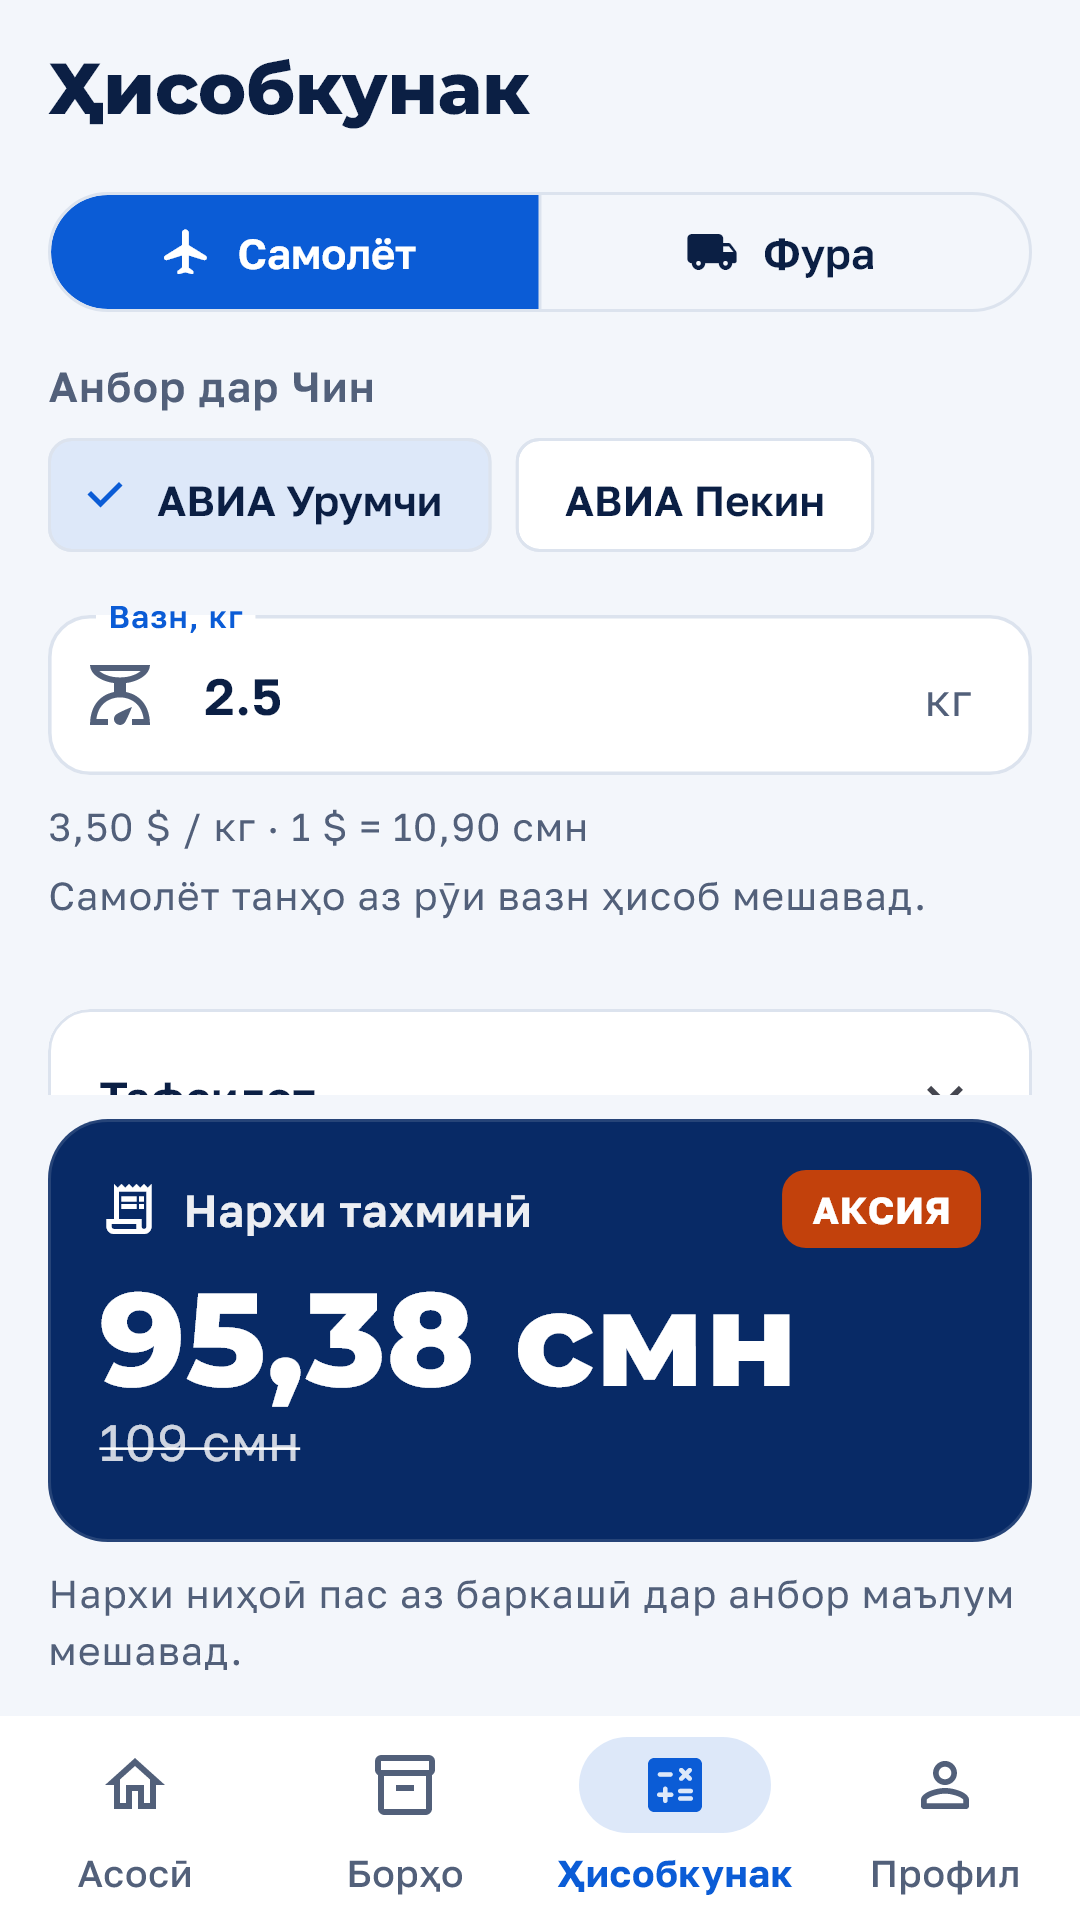 Ҳисобкунак
Самолёт
Фура
Анбор дар Чин
АВИА Урумчи
АВИА Пекин
Вазн, кг
2.5
кг
3,50 $ / кг · 1 $ = 10,90 смн
Самолёт танҳо аз рӯи вазн ҳисоб мешавад.
Нархи тахминӣ
АКСИЯ
95,38 смн
109 смн
Нархи ниҳоӣ пас аз баркашӣ дар анбор маълум
мешавад.
Асосӣ
Борҳо
Ҳисобкунак
Профил